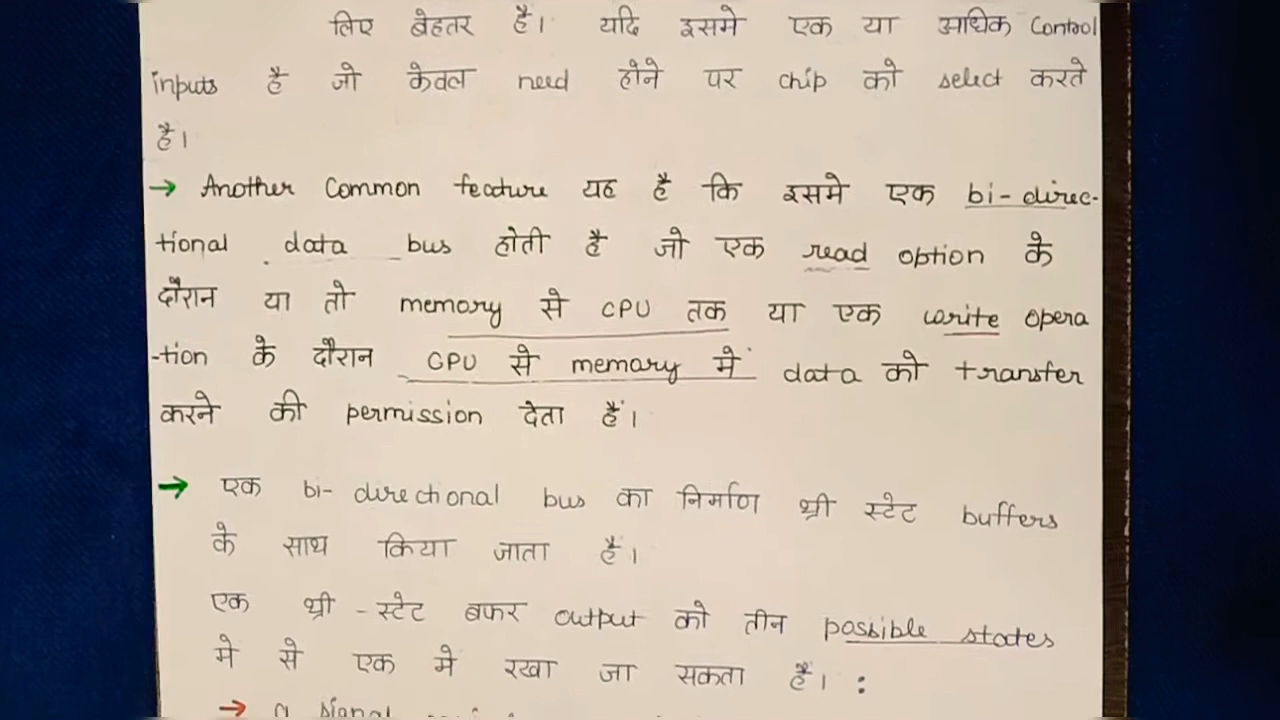 लिए बेहतर है। यदि इसमे एक या अधिक Control
inputs है जो केवल need होने पर chip को select करते
है।
→ Another Common feature यह है कि इसमे एक bi-direc-
tional data bus होती है जो एक read option के
दौरान या तो memory से CPU तक या एक write opera
-tion के दौरान CPU से memory में data को transfer
करने की permission देता है।
→ एक bi-directional bus का निर्माण थ्री स्टेट buffers
के साथ किया जाता है।
एक थ्री-स्टेट बफर output को तीन possible states
मे से एक में रखा जा सकता है। :
→ a signal